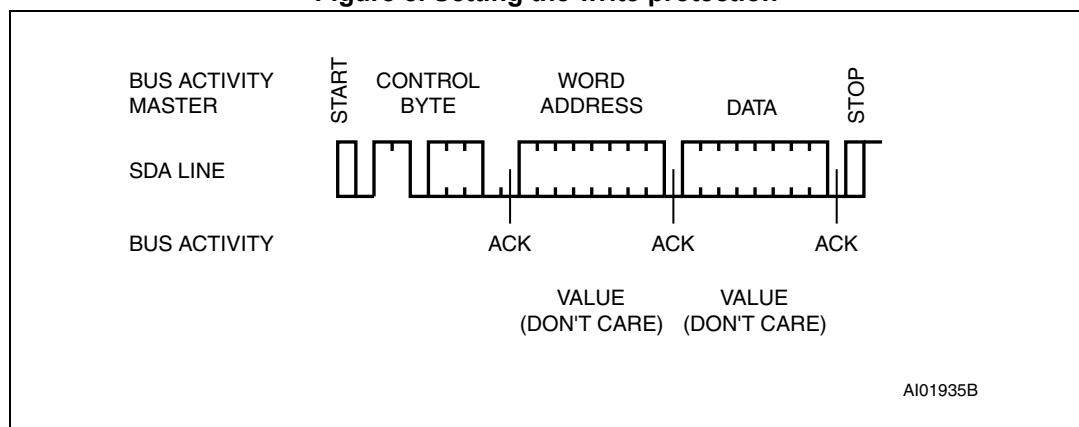 Figure Setting the write protection
BUS ACTIVITY
MASTER
START
CONTROL
BYTE
WORD
ADDRESS
DATA
STOP
SDA LINE
BUS ACTIVITY
ACK ACK ACK
VALUE
(DON'T CARE)
VALUE
(DON'T CARE)
AI01935B